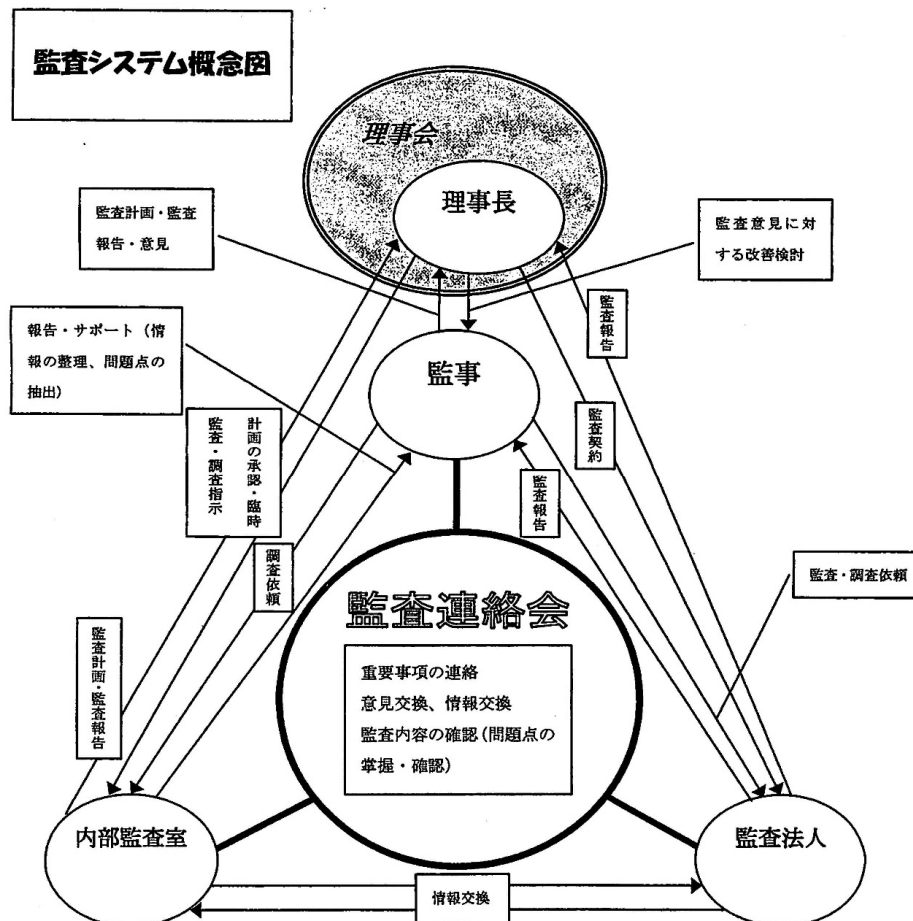 監査システム概念図
理事会
理事長
監査計画・監査
報告・意見
監査意見に対
する改善検討
監査報告
報告・サポート（情
報の整理、問題点の
抽出）
監事
計画の承認・臨時
監査・調査指示
監査契約
監査報告
調査依頼
監査・調査依頼
監査連絡会
重要事項の連絡
意見交換、情報交換
監査内容の確認（問題点の
掌握・確認）
監査計画・監査報告
内部監査室
監査法人
情報交換